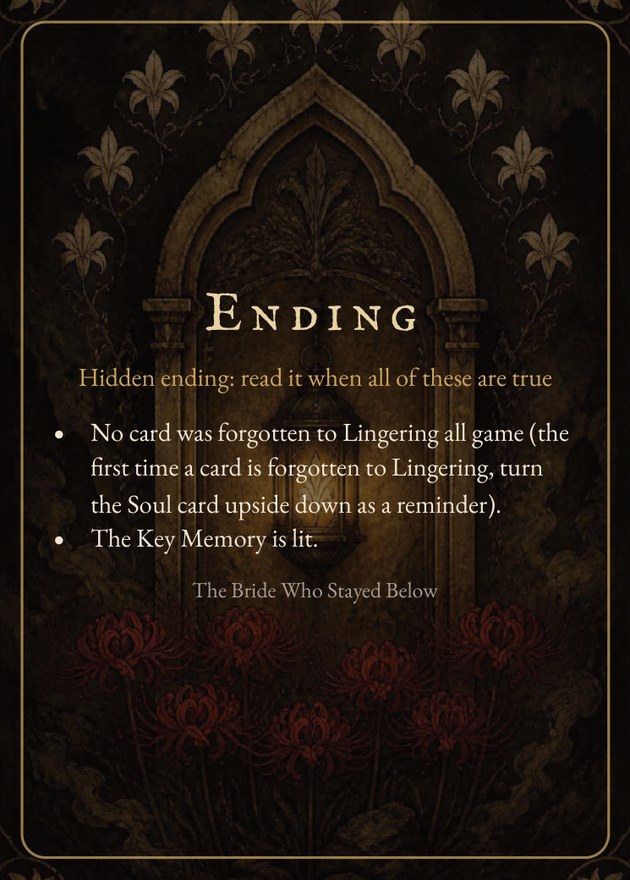 Ending
Hidden ending: read it when all of these are true
• No card was forgotten to Lingering all game (the
first time a card is forgotten to Lingering, turn
the Soul card upside down as a reminder).
• The Key Memory is lit.
The Bride Who Stayed Below